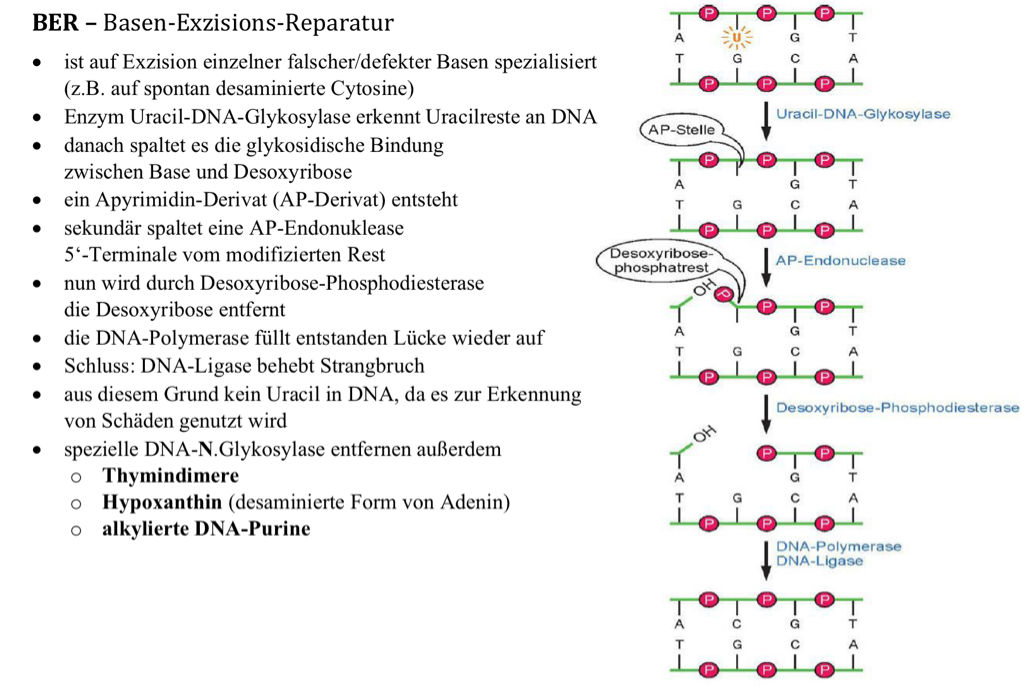 BER – Basen-Exzisions-Reparatur
• ist auf Exzision einzelner falscher/defekter Basen spezialisiert
(z.B. auf spontan desaminierte Cytosine)
• Enzym Uracil-DNA-Glykosylase erkennt Uracilreste an DNA
• danach spaltet es die glykosidische Bindung
zwischen Base und Desoxyribose
• ein Apyrimidin-Derivat (AP-Derivat) entsteht
• sekundär spaltet eine AP-Endonuklease
5‘-Terminale vom modifizierten Rest
• nun wird durch Desoxyribose-Phosphodiesterase
die Desoxyribose entfernt
• die DNA-Polymerase füllt entstanden Lücke wieder auf
• Schluss: DNA-Ligase behebt Strangbruch
• aus diesem Grund kein Uracil in DNA, da es zur Erkennung
von Schäden genutzt wird
• spezielle DNA-N.Glykosylase entfernen außerdem
o Thymindimere
o Hypoxanthin (desaminierte Form von Adenin)
o alkylierte DNA-Purine
P P P
A U G T
T G C A
P P P
Uracil-DNA-Glykosylase
AP-Stelle
P P P
A G T
T G C A
P P P
AP-Endonuclease
Desoxyribose-
phosphatrest
OH P P P
A G T
T G C A
P P P
Desoxyribose-Phosphodiesterase
OH P P
A G T
T G C A
P P P
DNA-Polymerase
DNA-Ligase
P P P
A C G T
T G C A
P P P